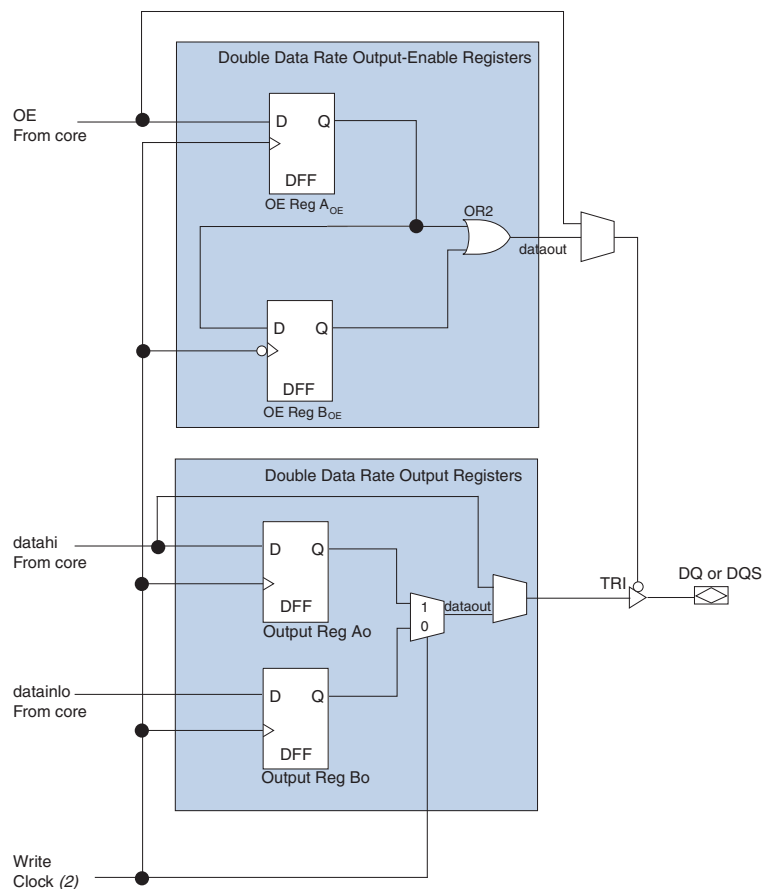 Double Data Rate Output-Enable Registers
OE
From core
D Q
DFF
OE Reg AOE
OR2
dataout
D Q
DFF
OE Reg BOE
Double Data Rate Output Registers
datahi
From core
D Q
DFF
Output Reg Ao
1
0
dataout
TRI
DQ or DQS
datainlo
From core
D Q
DFF
Output Reg Bo
Write
Clock (2)